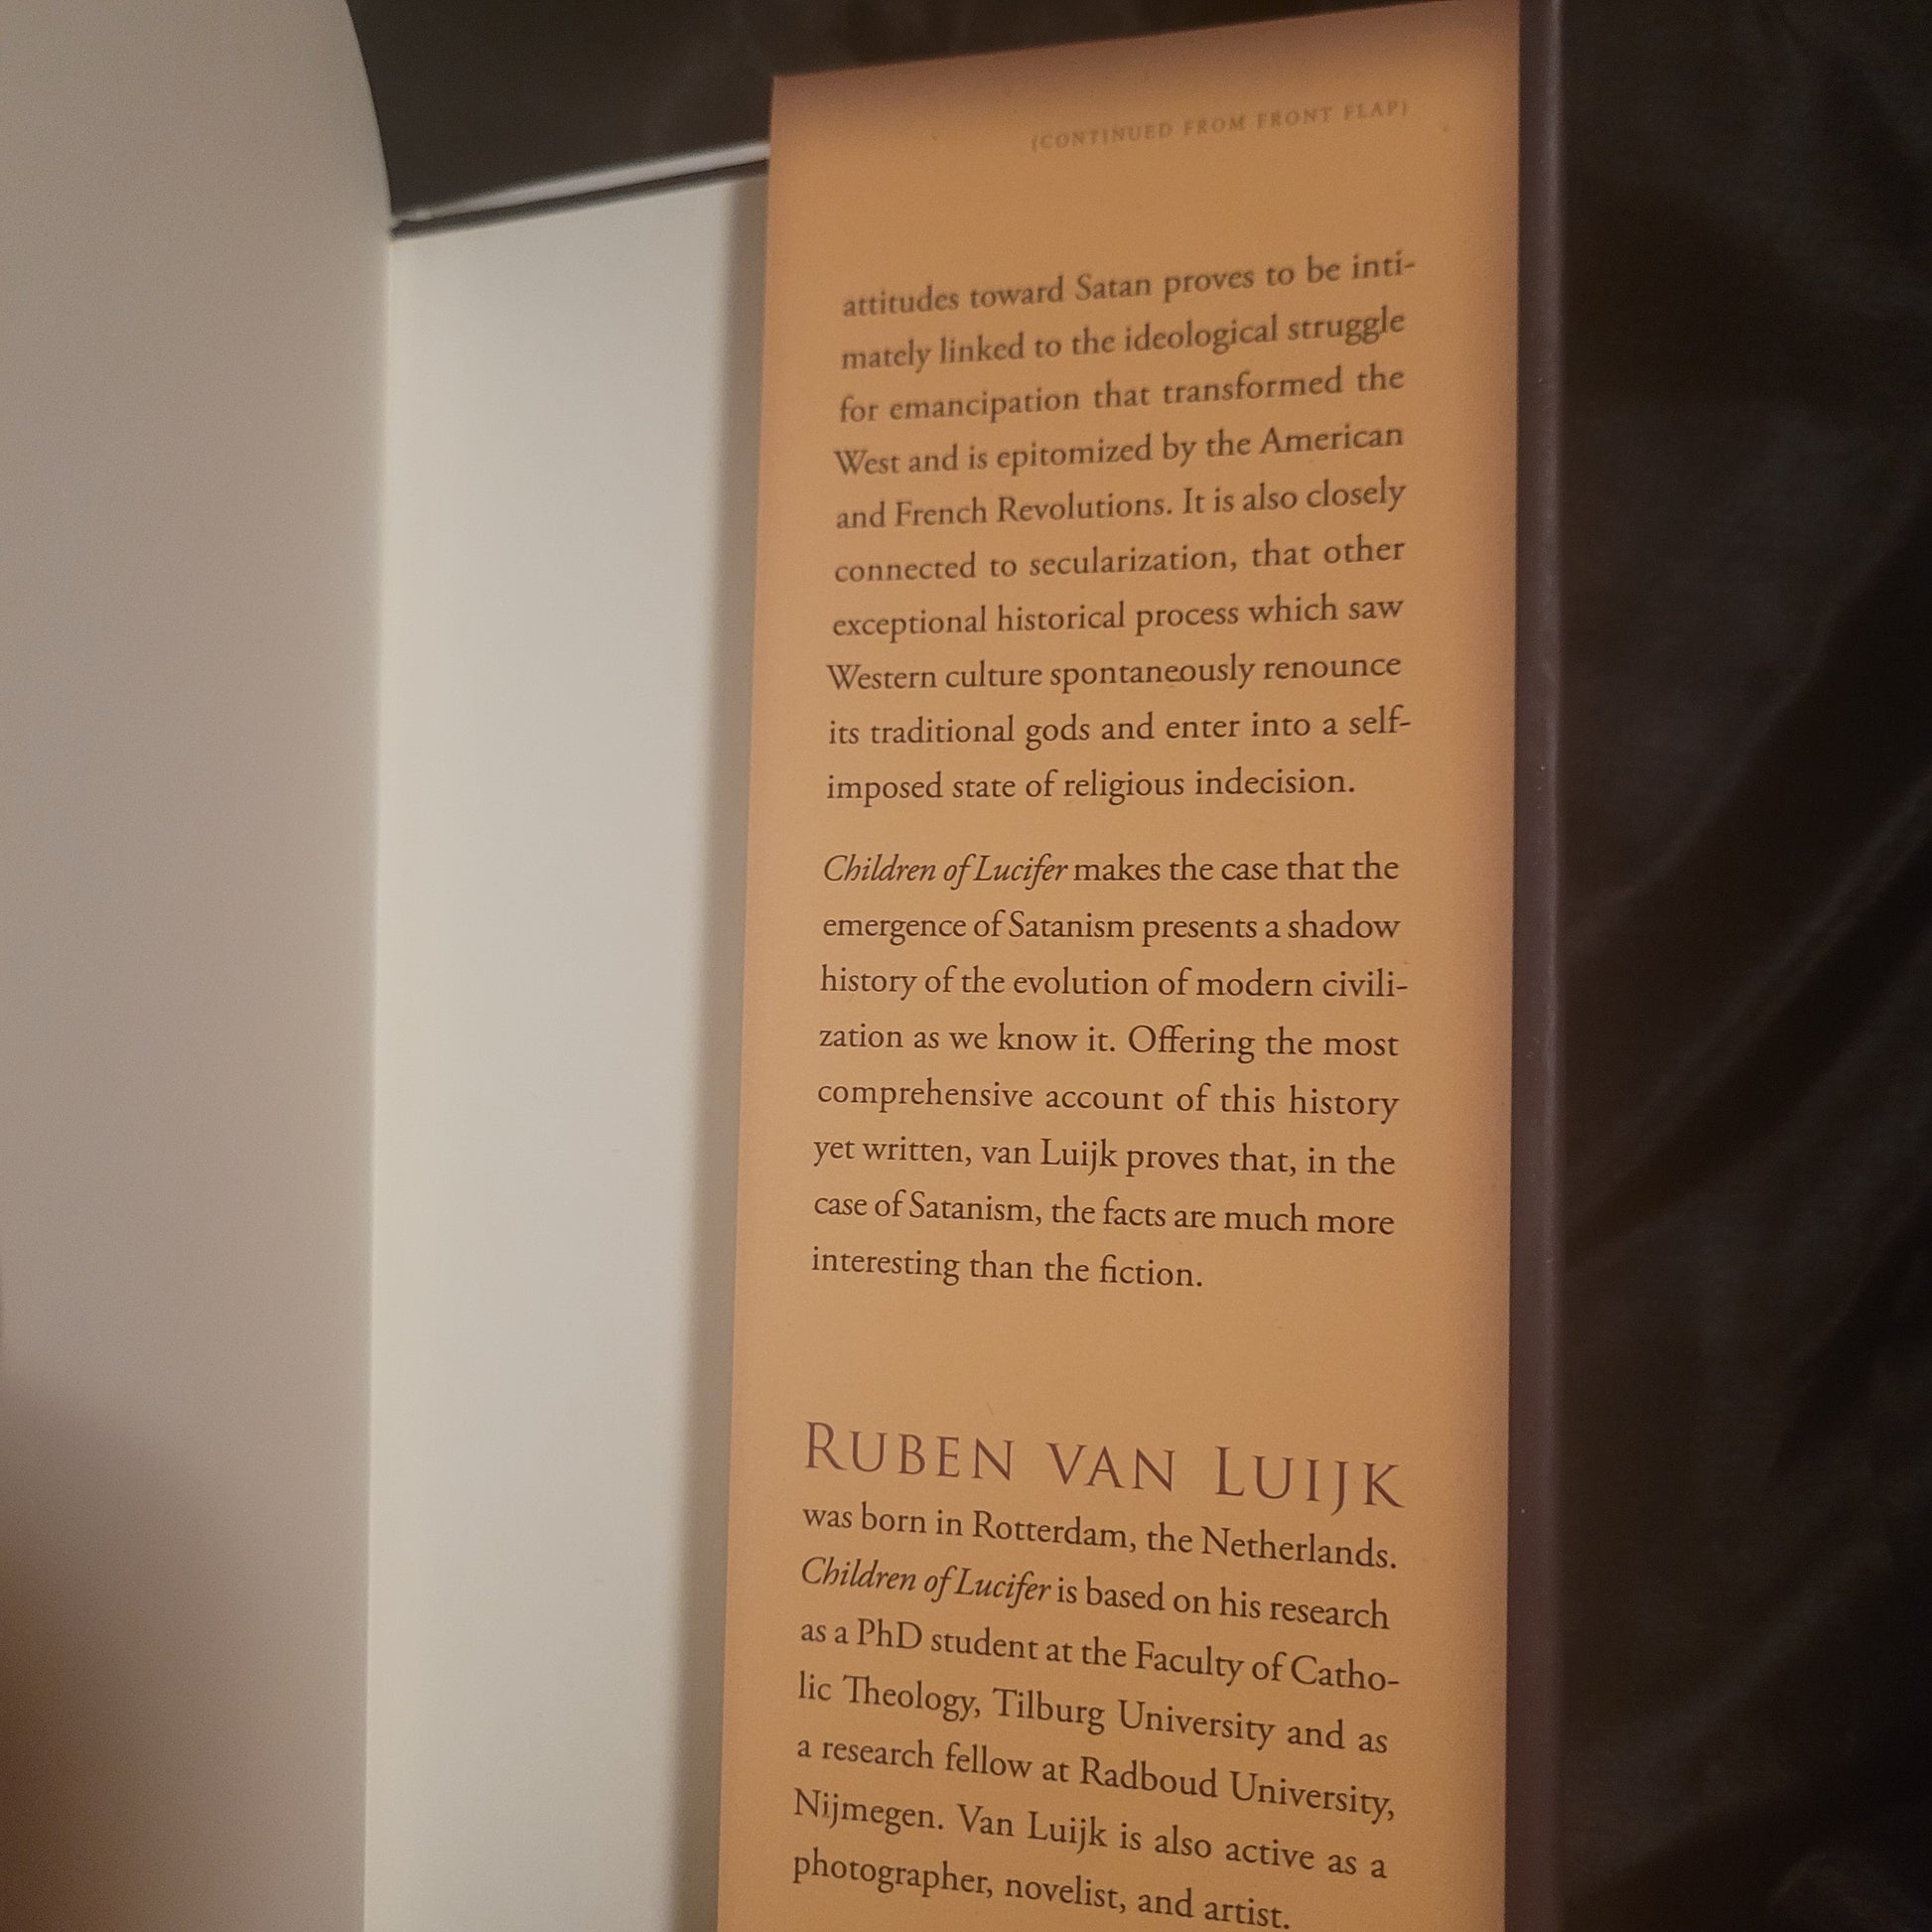 (CONTINUED FROM FRONT FLAP)
attitudes toward Satan proves to be inti-
mately linked to the ideological struggle
for emancipation that transformed the
West and is epitomized by the American
and French Revolutions. It is also closely
connected to secularization, that other
exceptional historical process which saw
Western culture spontaneously renounce
its traditional gods and enter into a self-
imposed state of religious indecision.
Children of Lucifer makes the case that the
emergence of Satanism presents a shadow
history of the evolution of modern civili-
zation as we know it. Offering the most
comprehensive account of this history
yet written, van Luijk proves that, in the
case of Satanism, the facts are much more
interesting than the fiction.
RUBEN VAN LUIJK
was born in Rotterdam, the Netherlands.
Children of Lucifer is based on his research
as a PhD student at the Faculty of Catho-
lic Theology, Tilburg University and as
a research fellow at Radboud University,
Nijmegen. Van Luijk is also active as a
photographer, novelist, and artist.